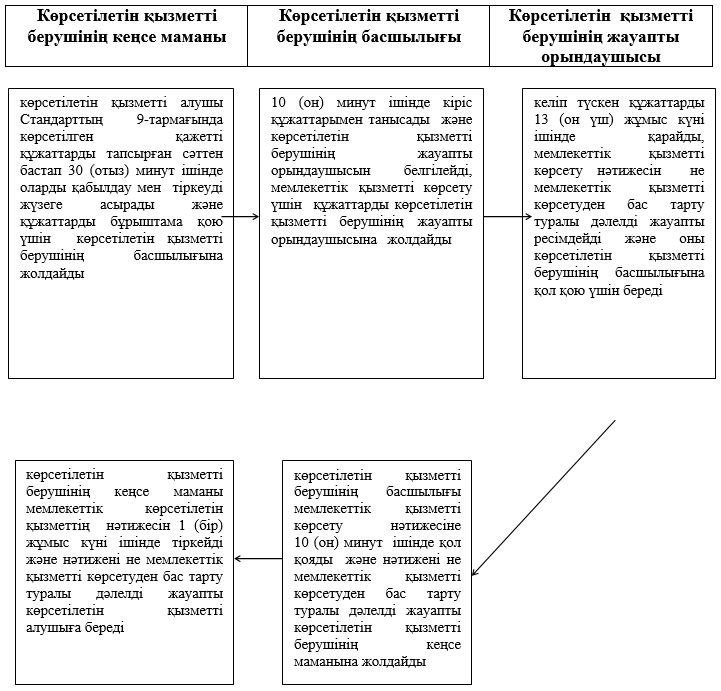 Көрсетілетін қызметті
берушінің кеңсе маманы
Көрсетілетін қызметті
берушінің басшылығы
Көрсетілетін қызметті
берушінің жауапты
орындаушысы
көрсетілетін қызметті алушы
Стандарттың 9-тармағында
көрсетілген қажетті
құжаттарды тапсырған сәттен
бастап 30 (отыз) минут ішінде
оларды қабылдау мен тіркеуді
жүзеге асырады және
құжаттарды бұрыштама қою
үшін көрсетілетін қызметті
берушінің басшылығына
жолдайды
10 (он) минут ішінде кіріс
құжаттарымен танысады және
көрсетілетін қызметті
берушінің жауапты
орындаушысын белгілейді,
мемлекеттік қызметті көрсету
үшін құжаттарды көрсетілетін
қызметті берушінің жауапты
орындаушысына жолдайды
келіп түскен құжаттарды
13 (он үш) жұмыс күні
ішінде қарайды,
мемлекеттік қызметті
көрсету нәтижесін не
мемлекеттік қызметті
көрсетуден бас тарту
туралы дәлелді жауапты
ресімдейді және оны
көрсетілетін қызметті
берушінің басшылығына
қол қою үшін береді
көрсетілетін қызметті
берушінің кеңсе маманы
мемлекеттік көрсетілетін
қызметтің нәтижесін 1 (бір)
жұмыс күні ішінде тіркейді
және нәтижені не мемлекеттік
қызметті көрсетуден бас тарту
туралы дәлелді жауапты
көрсетілетін қызметті
алушыға береді
көрсетілетін қызметті
берушінің басшылығы
мемлекеттік қызметті
көрсету нәтижесіне
10 (он) минут ішінде қол
қояды және нәтижені не
мемлекеттік қызметті
көрсетуден бас тарту
туралы дәлелді жауапты
көрсетілетін қызметті
берушінің кеңсе
маманына жолдайды